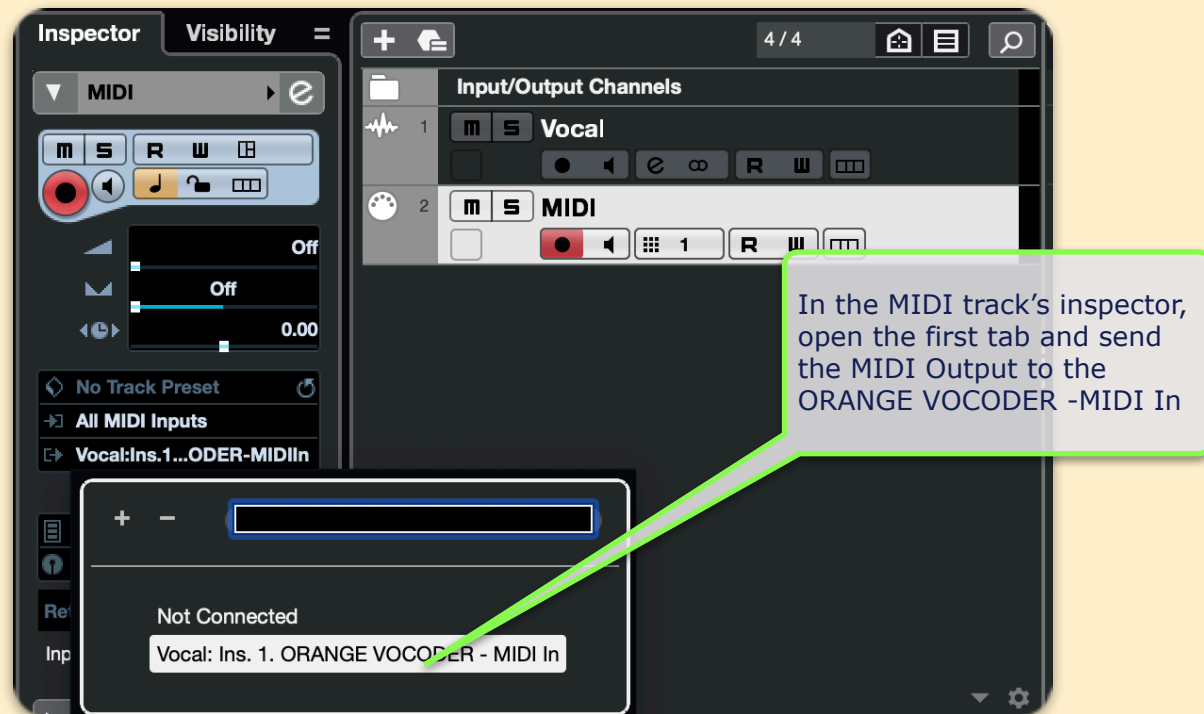 Inspector Visibility
4 / 4
MIDI
Input/Output Channels
1 m S Vocal
m S R W
R W
2 m S MIDI
1 R W
Off
Off
0.00
In the MIDI track’s inspector,
open the first tab and send
the MIDI Output to the
ORANGE VOCODER -MIDI In
No Track Preset
All MIDI Inputs
Vocal:Ins.1...ODER-MIDIIn
Not Connected
Vocal: Ins. 1. ORANGE VOCODER - MIDI In